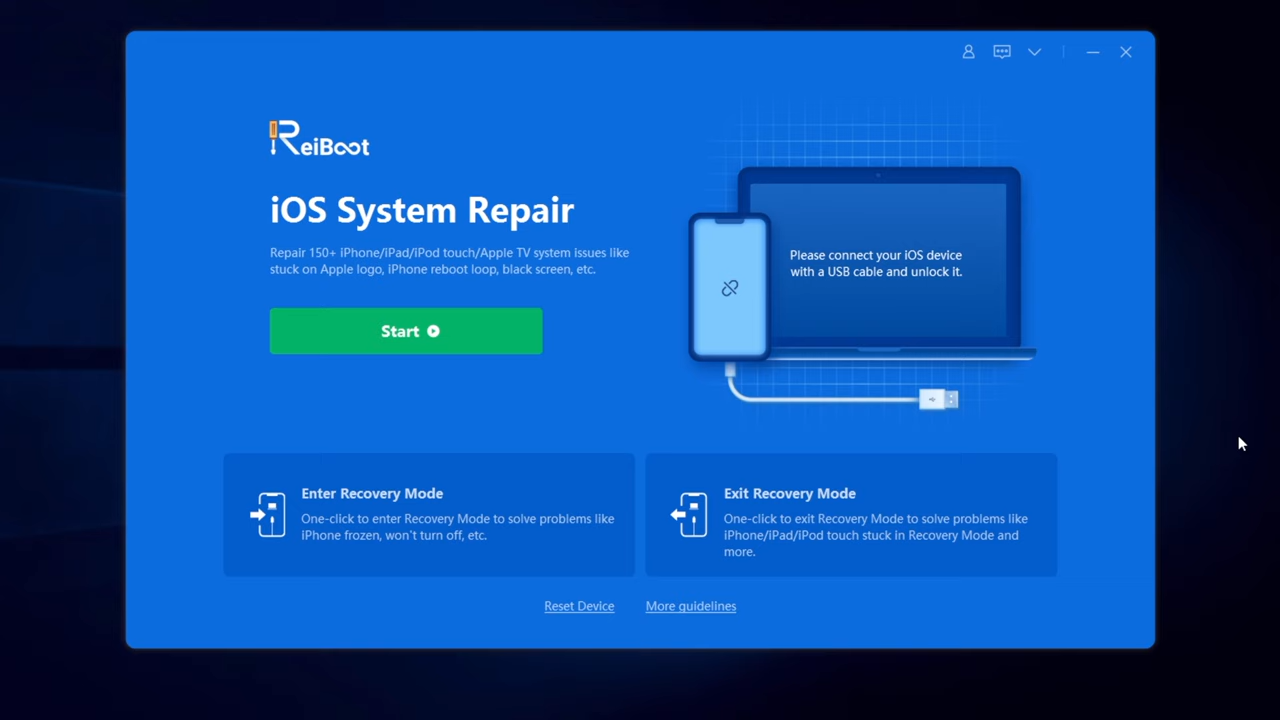 ReiBoot
iOS System Repair
Repair 150+ iPhone/iPad/iPod touch/Apple TV system issues like
stuck on Apple logo, iPhone reboot loop, black screen, etc.
Start
Please connect your iOS device
with a USB cable and unlock it.
Enter Recovery Mode
One-click to enter Recovery Mode to solve problems like
iPhone frozen, won't turn off, etc.
Exit Recovery Mode
One-click to exit Recovery Mode to solve problems like
iPhone/iPad/iPod touch stuck in Recovery Mode and
more.
Reset Device
More guidelines